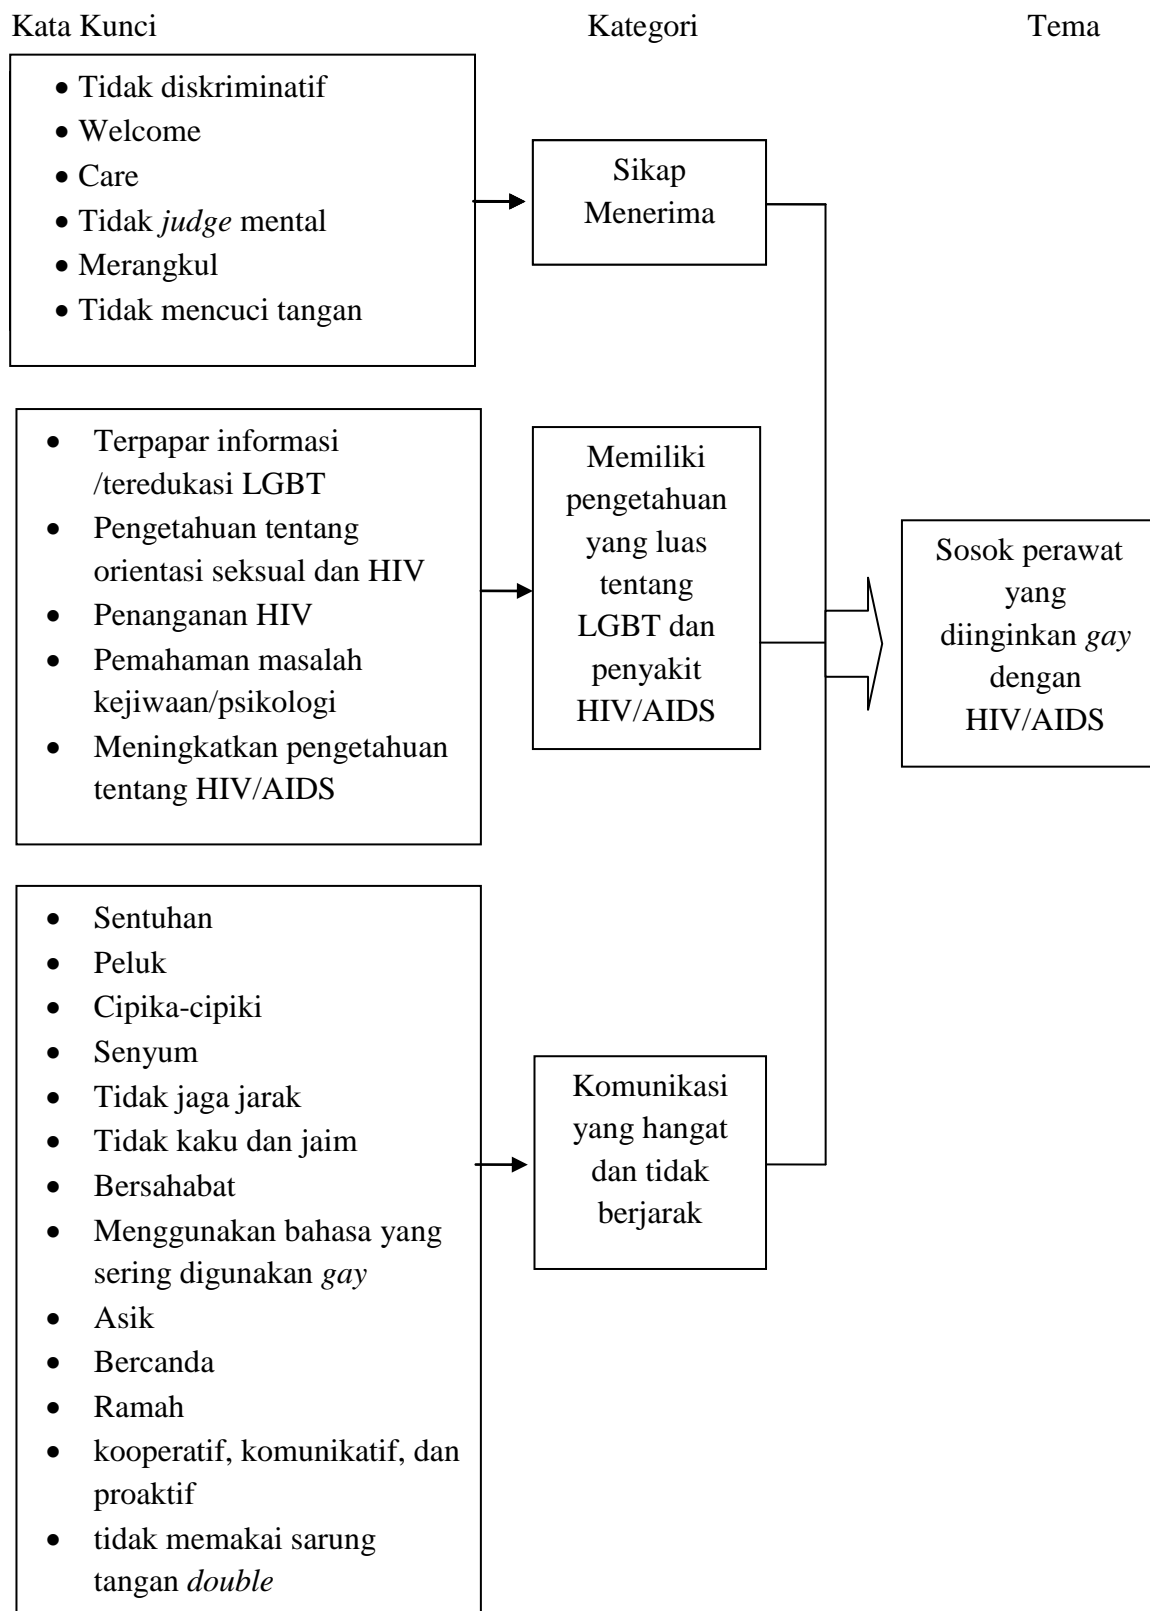 Kata Kunci
Kategori
Tema
• Tidak diskriminatif
• Welcome
• Care
• Tidak judge mental
• Merangkul
• Tidak mencuci tangan
Sikap
Menerima
• Terpapar informasi
/teredukasi LGBT
• Pengetahuan tentang
orientasi seksual dan HIV
• Penanganan HIV
• Pemahaman masalah
kejiwaan/psikologi
• Meningkatkan pengetahuan
tentang HIV/AIDS
Memiliki
pengetahuan
yang luas
tentang
LGBT dan
penyakit
HIV/AIDS
Sosok perawat
yang
diinginkan gay
dengan
HIV/AIDS
• Sentuhan
• Peluk
• Cipika-cipiki
• Senyum
• Tidak jaga jarak
• Tidak kaku dan jaim
• Bersahabat
• Menggunakan bahasa yang
sering digunakan gay
• Asik
• Bercanda
• Ramah
• kooperatif, komunikatif, dan
proaktif
• tidak memakai sarung
tangan double
Komunikasi
yang hangat
dan tidak
berjarak